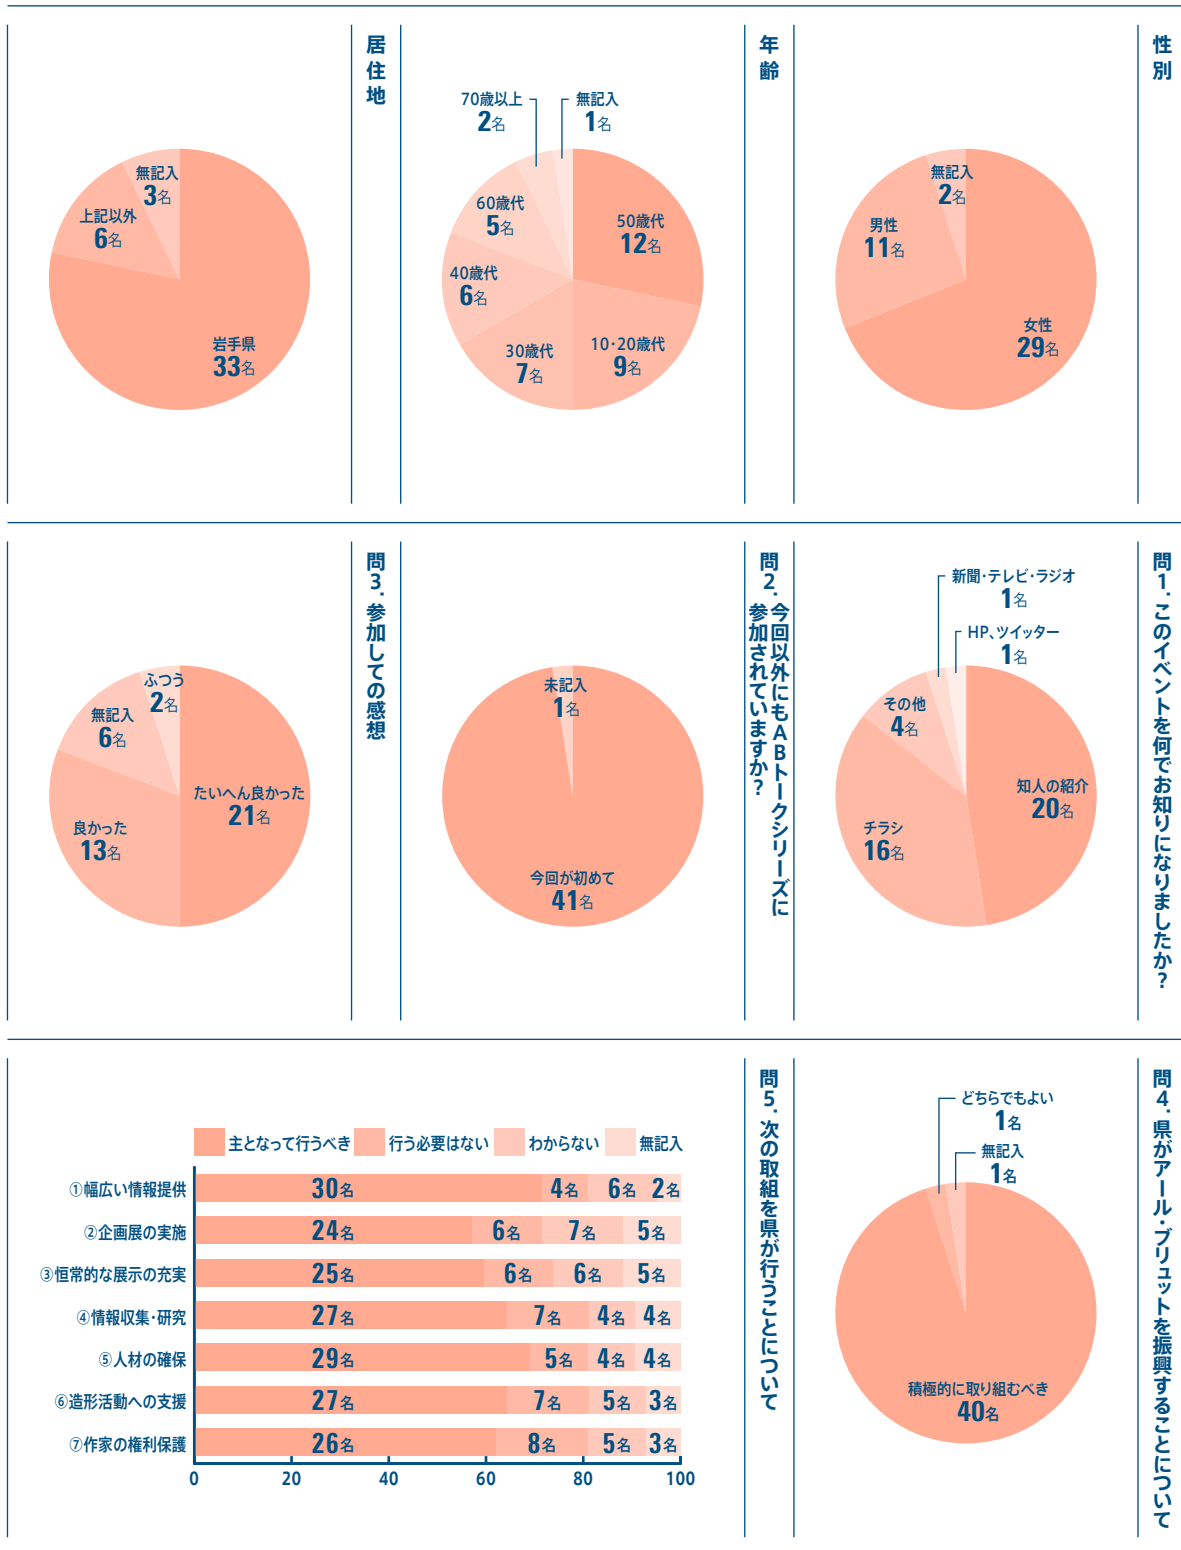 性別
無記入
2名
男性
11名
女性
29名
年齢
70歳以上
2名
無記入
1名
60歳代
5名
50歳代
12名
40歳代
6名
30歳代
7名
10・20歳代
9名
居住地
無記入
3名
上記以外
6名
岩手県
33名
問1. このイベントを何でお知りになりましたか？
新聞・テレビ・ラジオ
1名
HP、ツイッター
1名
その他
4名
知人の紹介
20名
チラシ
16名
問2. 今回以外にもABトークシリーズに
参加されていますか？
未記入
1名
今回が初めて
41名
問3. 参加しての感想
ふつう
2名
無記入
6名
たいへん良かった
21名
良かった
13名
問4. 県がアール・ブリュットを振興することについて
どちらでもよい
1名
無記入
1名
積極的に取り組むべき
40名
問5. 次の取組を県が行うことについて
主となって行うべき 行う必要はない わからない 無記入
①幅広い情報提供 30名 4名 6名 2名
②企画展の実施 24名 6名 7名 5名
③恒常的な展示の充実 25名 6名 6名 5名
④情報収集・研究 27名 7名 4名 4名
⑤人材の確保 29名 5名 4名 4名
⑥造形活動への支援 27名 7名 5名 3名
⑦作家の権利保護 26名 8名 5名 3名
0 20 40 60 80 100